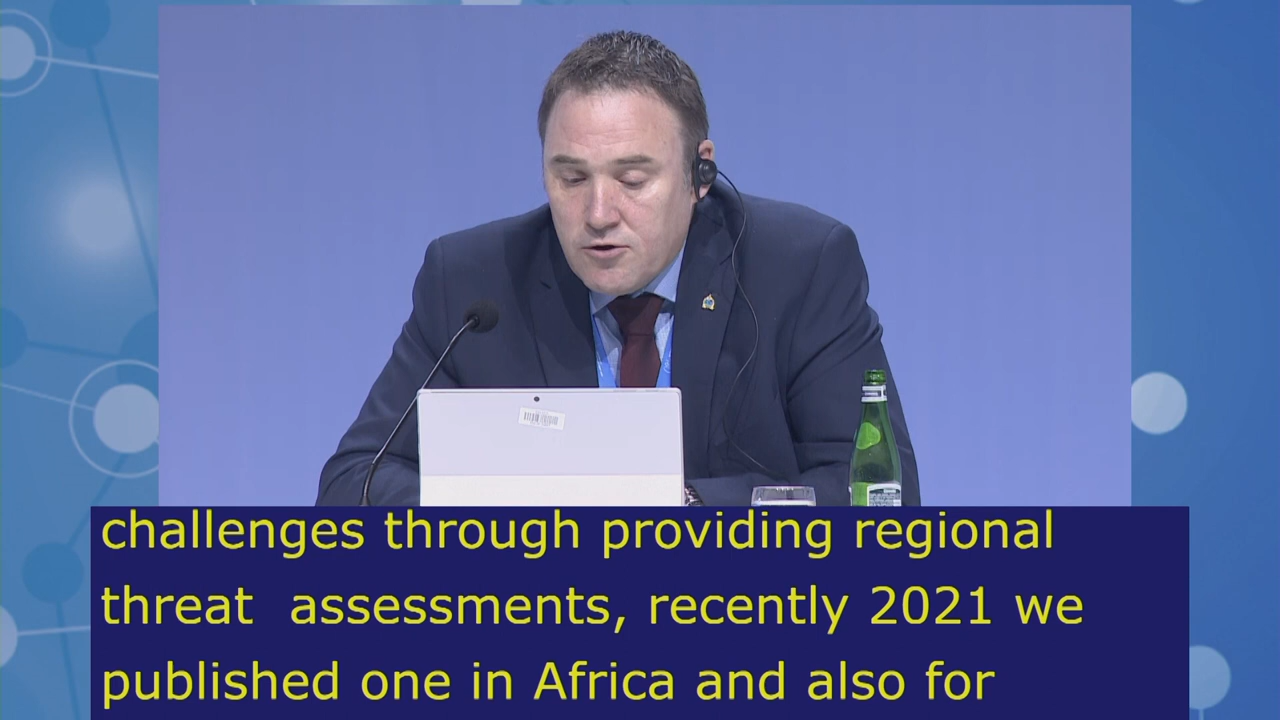 challenges through providing regional
threat  assessments, recently 2021 we
published one in Africa and also for